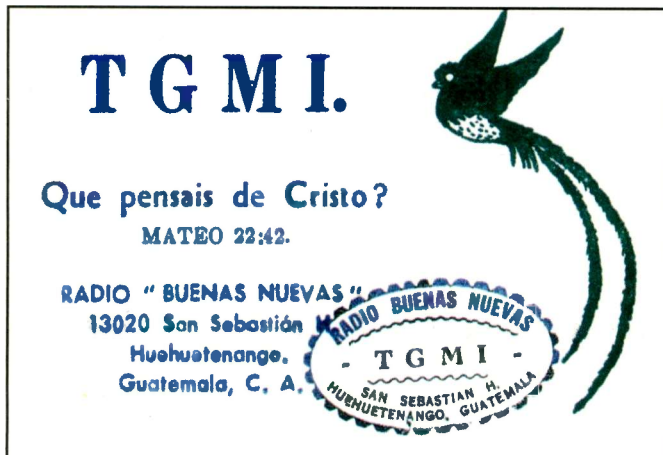 TGMI.
Que pensais de Cristo?
MATEO 22:42.
RADIO "BUENAS NUEVAS"
13020 San Sebastián
Huehuetenango.
Guatemala, C. A.
RADIO BUENAS NUEVAS
- TGMI -
SAN SEBASTIAN H.
HUEHUETENANGO, GUATEMALA